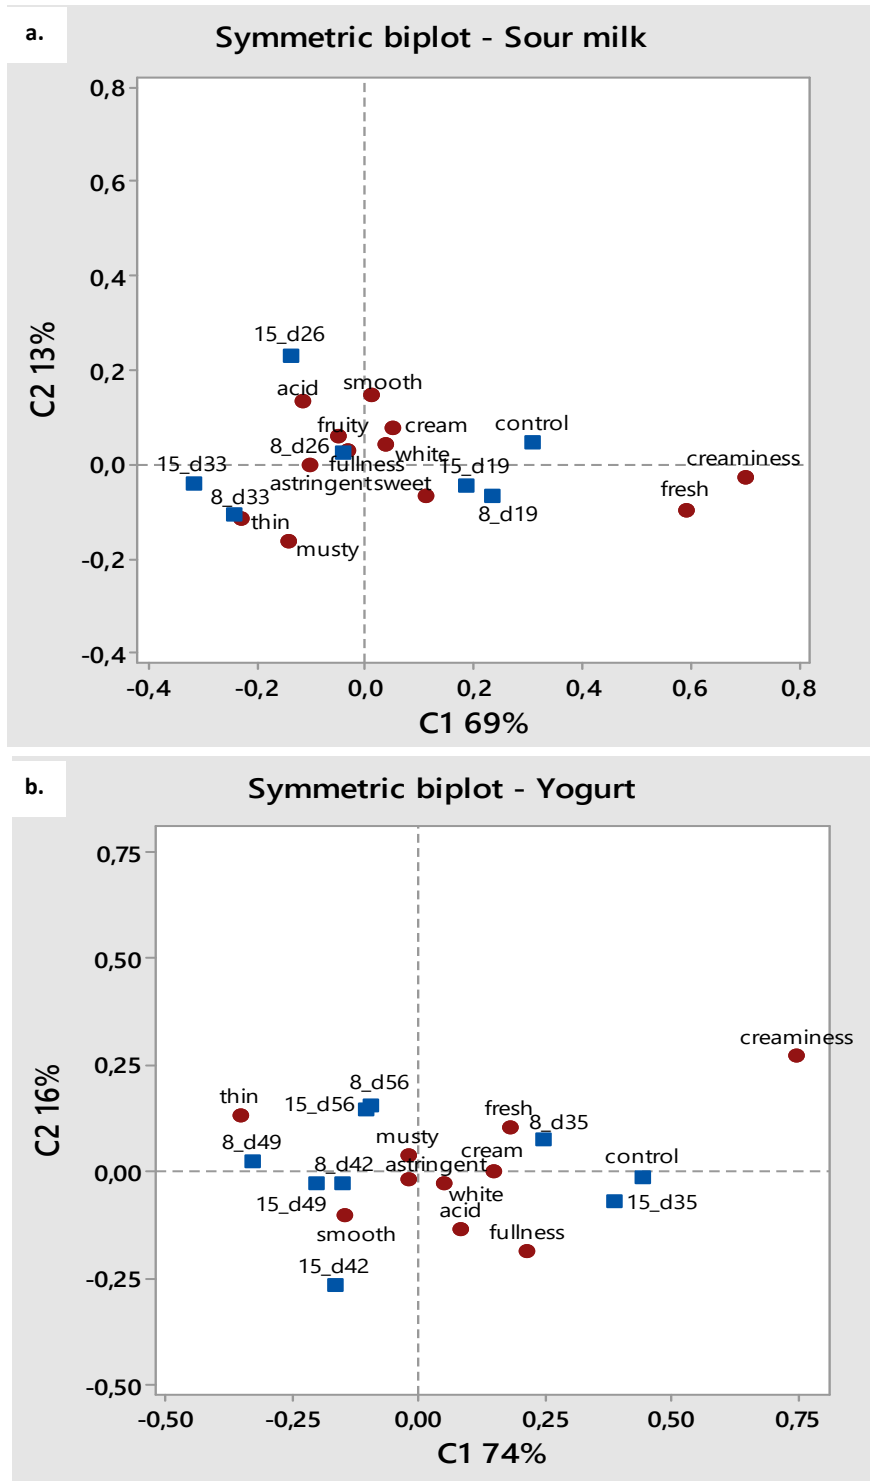 a.
Symmetric biplot - Sour milk
0,8
0,6
0,4
0,2
0,0
-0,2
-0,4
C2 13%
15_d26
acid
smooth
fruity
cream
control
8_d26
white
fullness
15_d33
15_d19
creaminess
astringent
sweet
8_d33
8_d19
fresh
thin
musty
-0,4
-0,2
0,0
0,2
0,4
0,6
0,8
C1 69%
b.
Symmetric biplot - Yogurt
0,75
0,50
0,25
0,00
-0,25
-0,50
C2 16%
creaminess
8_d56
thin
15_d56
fresh
8_d35
musty
8_d49
cream
control
8_d42
astringent
15_d49
white
15_d35
acid
smooth
fullness
15_d42
-0,50
-0,25
0,00
0,25
0,50
0,75
C1 74%